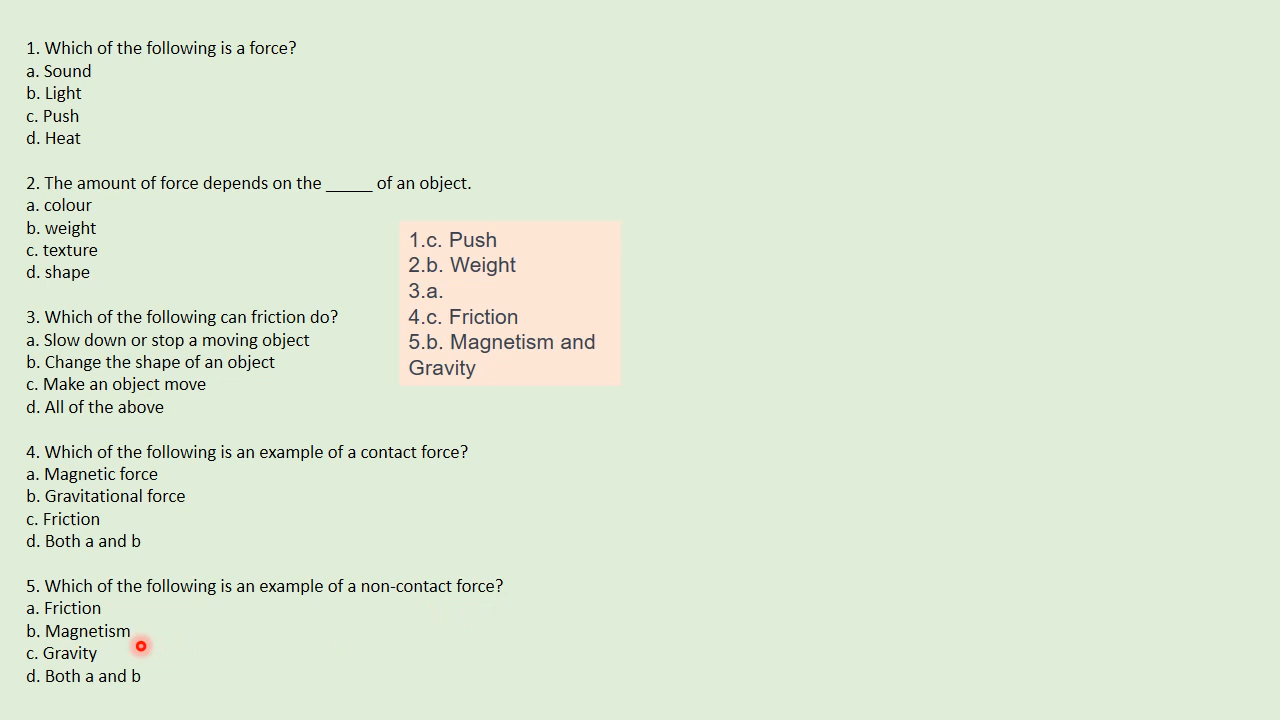 1. Which of the following is a force?
a. Sound
b. Light
c. Push
d. Heat
2. The amount of force depends on the _____ of an object.
a. colour
b. weight
c. texture
d. shape
3. Which of the following can friction do?
a. Slow down or stop a moving object
b. Change the shape of an object
c. Make an object move
d. All of the above
4. Which of the following is an example of a contact force?
a. Magnetic force
b. Gravitational force
c. Friction
d. Both a and b
5. Which of the following is an example of a non-contact force?
a. Friction
b. Magnetism
c. Gravity
d. Both a and b
1.c. Push
2.b. Weight
3.a.
4.c. Friction
5.b. Magnetism and
Gravity